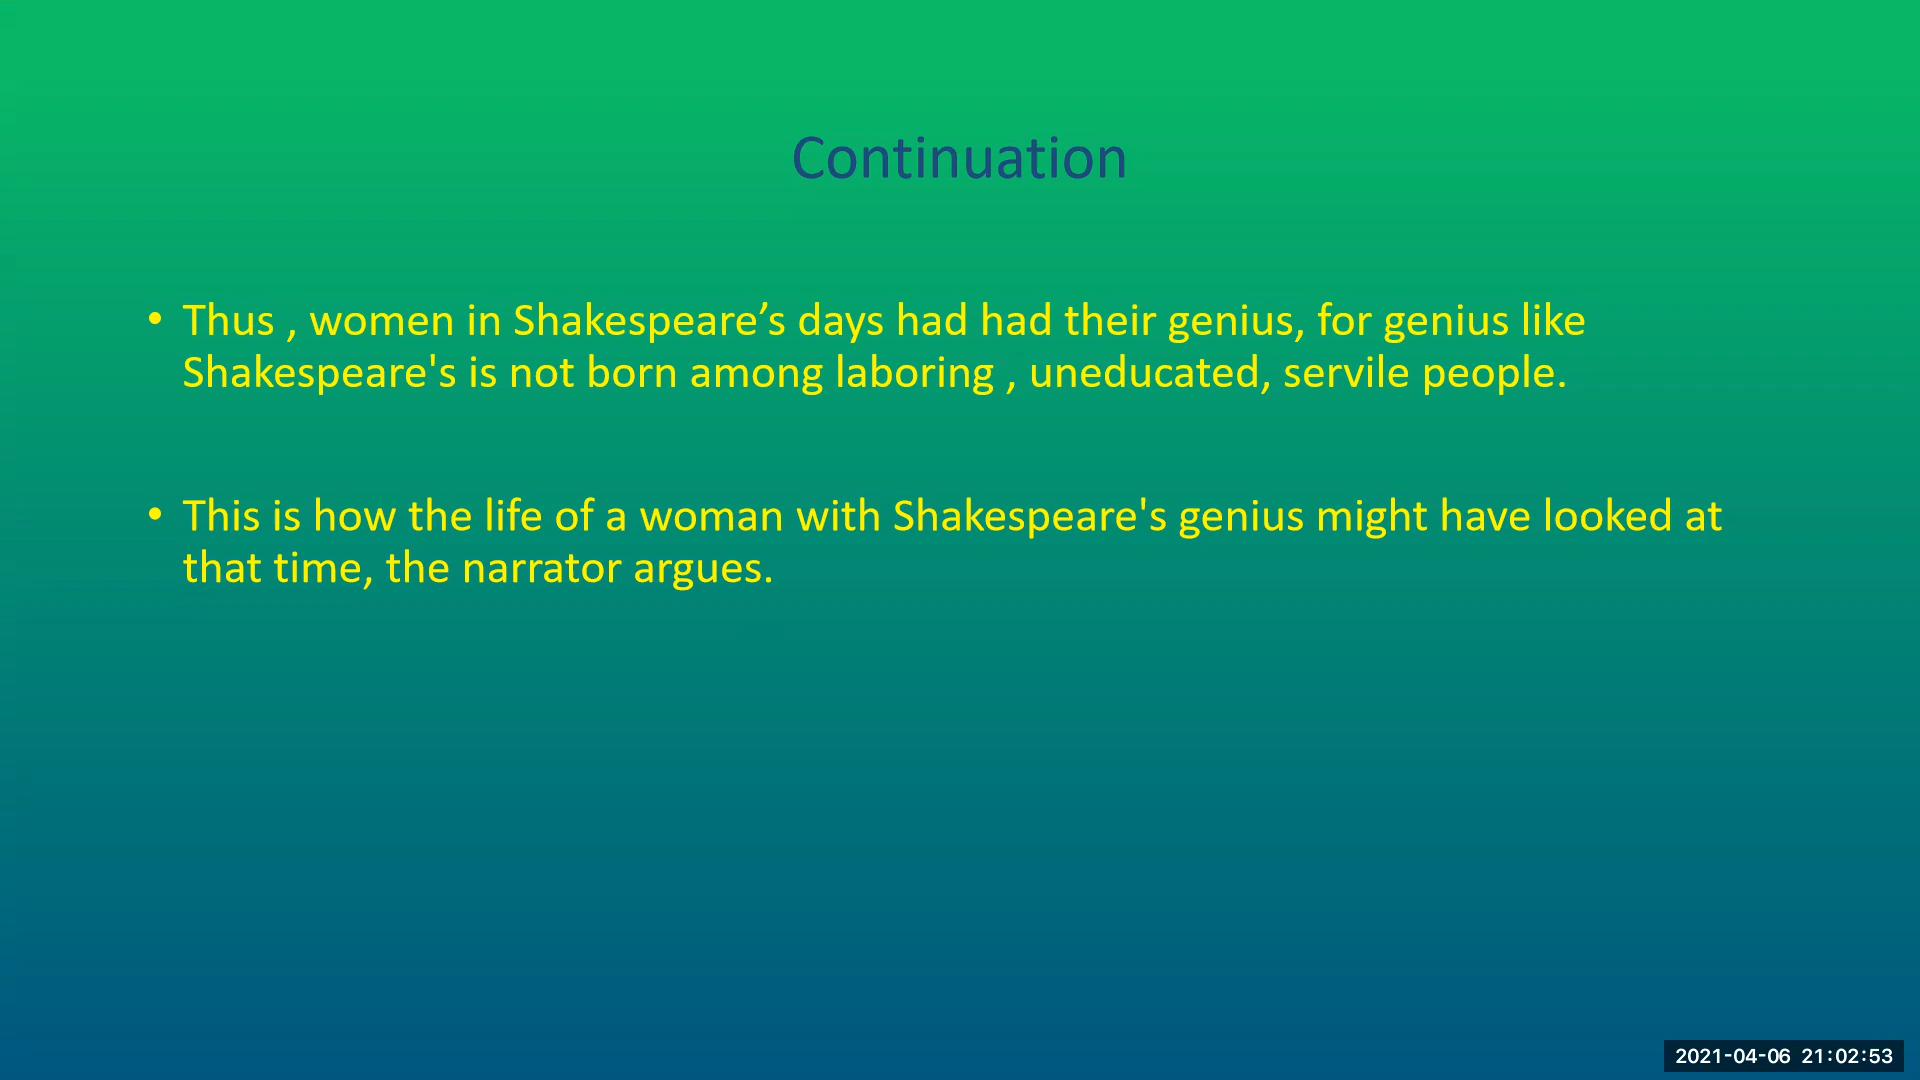 Continuation
• Thus , women in Shakespeare’s days had had their genius, for genius like
Shakespeare's is not born among laboring , uneducated, servile people.
• This is how the life of a woman with Shakespeare's genius might have looked at
that time, the narrator argues.
2021-04-06 21:02:53